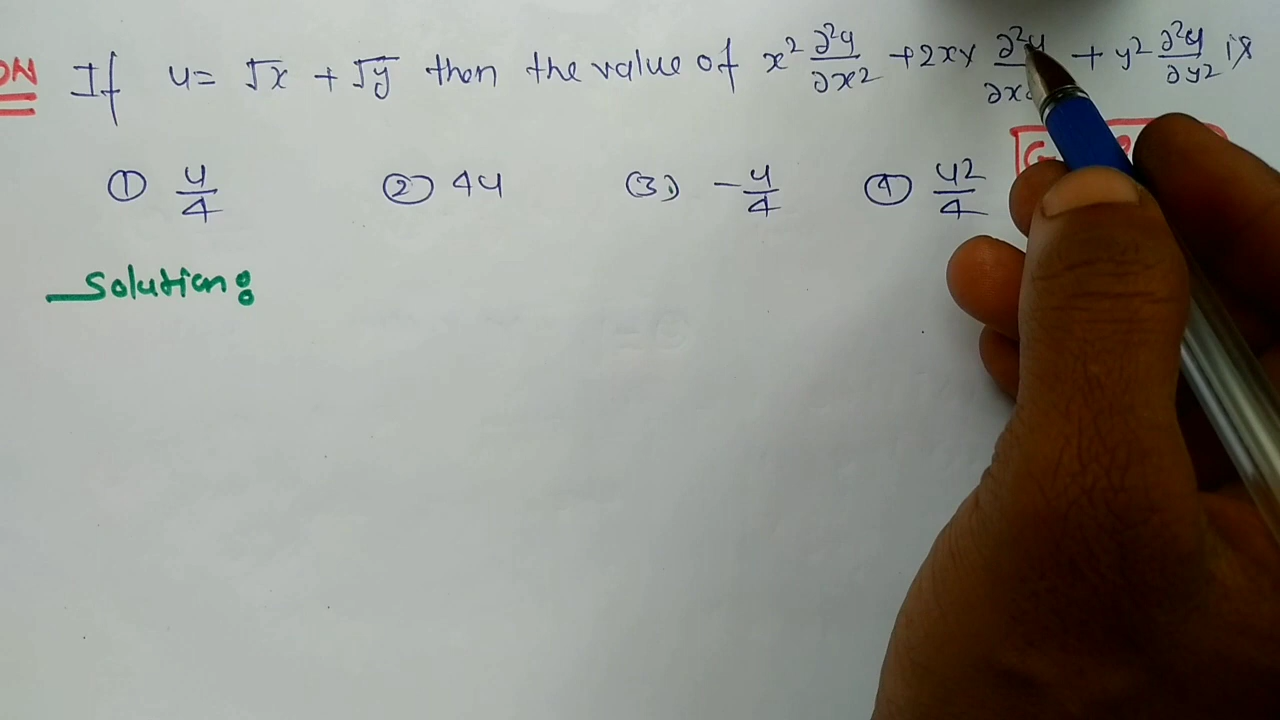 ON If u = √x + √y then the value of x² ∂²u/∂x² + 2xy ∂²u/∂x + y² ∂²u/∂y² is
① u/4 ② 4u ③ -u/4 ④ u²/4
Solution: